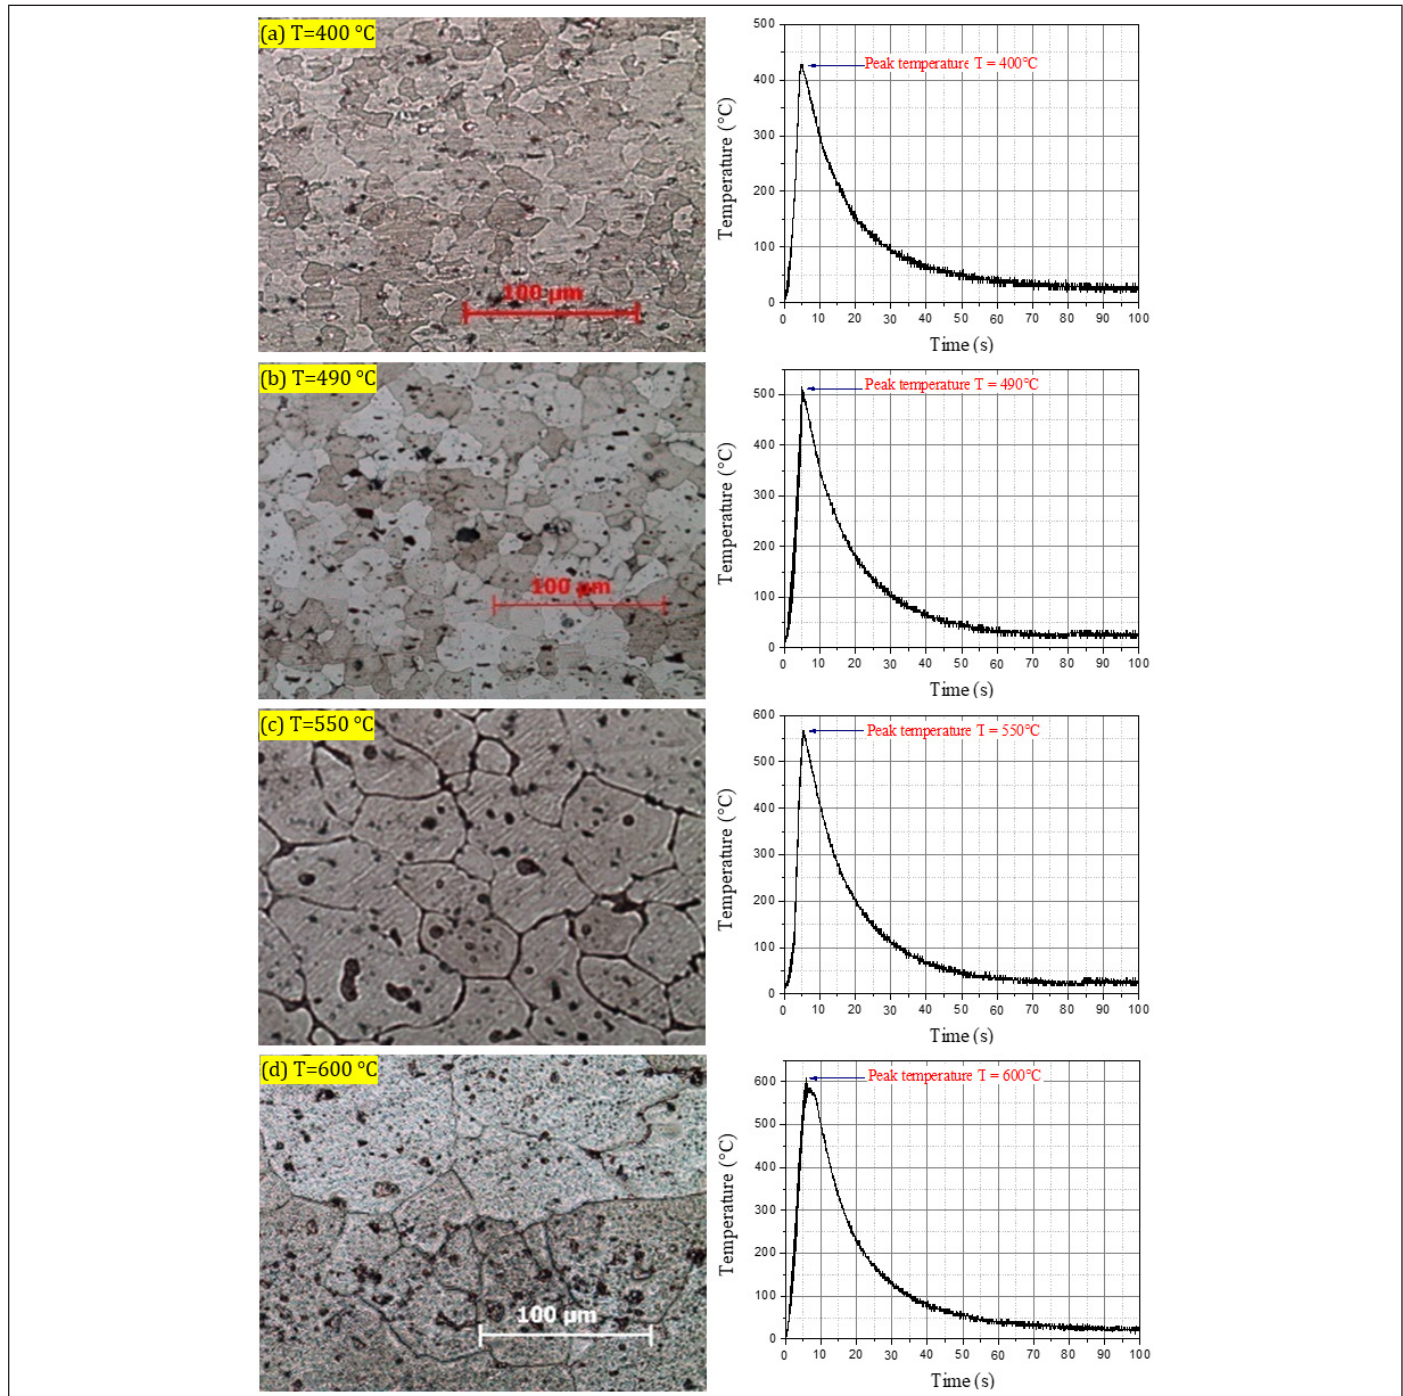 (a) T=400 °C
100 µm
500
400
300
200
100
0
Temperature (°C)
Peak temperature T = 400°C
0 10 20 30 40 50 60 70 80 90 100
Time (s)
(b) T=490 °C
100 µm
500
400
300
200
100
0
Temperature (°C)
Peak temperature T = 490°C
0 10 20 30 40 50 60 70 80 90 100
Time (s)
(c) T=550 °C
600
500
400
300
200
100
0
Temperature (°C)
Peak temperature T = 550°C
0 10 20 30 40 50 60 70 80 90 100
Time (s)
(d) T=600 °C
100 µm
600
500
400
300
200
100
0
Temperature (°C)
Peak temperature T = 600°C
0 10 20 30 40 50 60 70 80 90 100
Time (s)